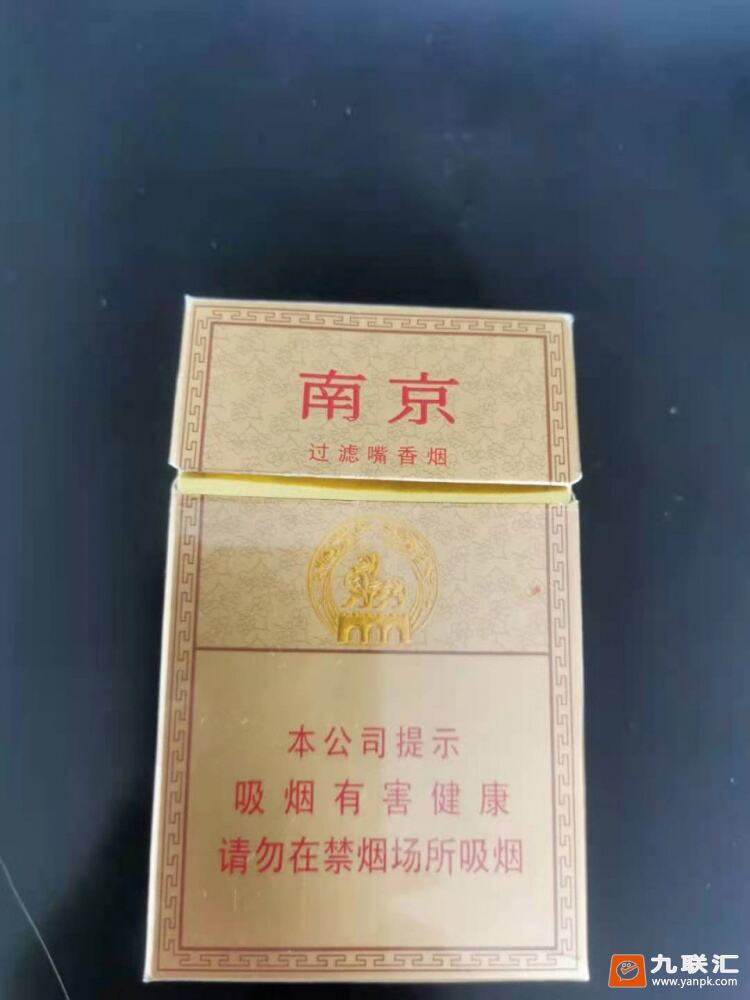 南京
过滤嘴香烟
本公司提示
吸烟有害健康
请勿在禁烟场所吸烟
九联汇
www.yanpk.com